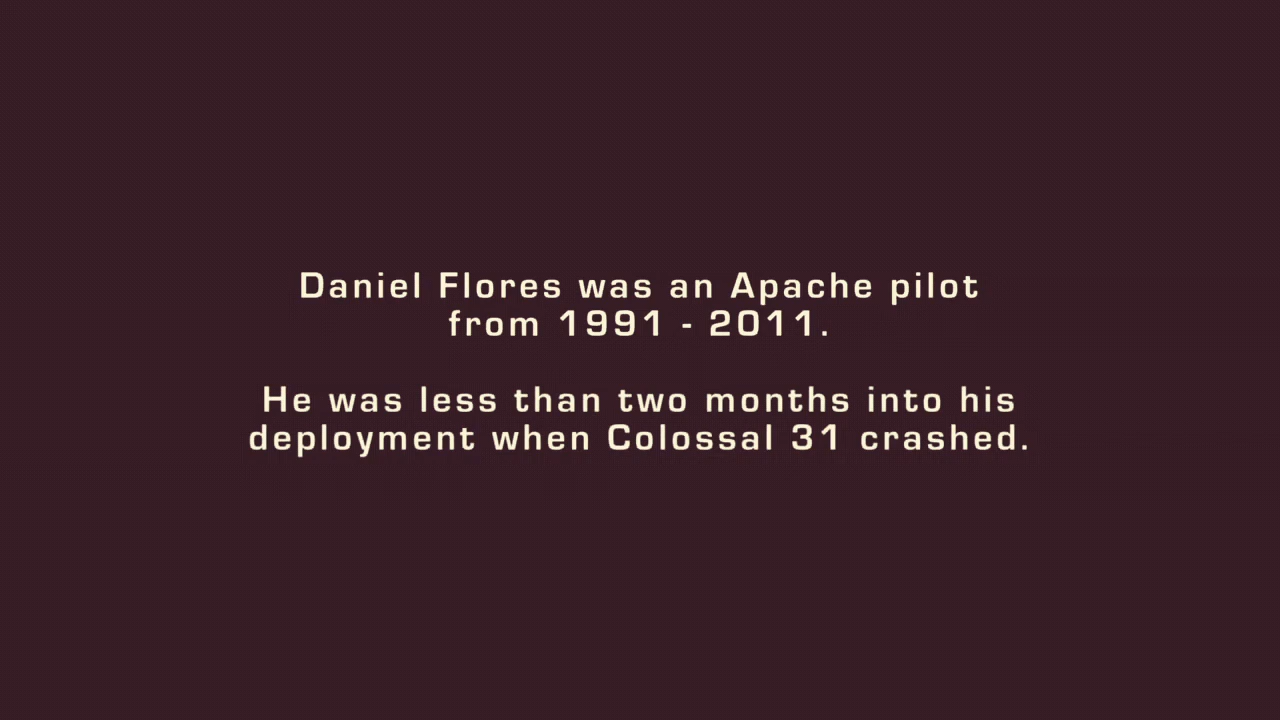 Daniel Flores was an Apache pilot
from 1991 - 2011.
He was less than two months into his
deployment when Colossal 31 crashed.